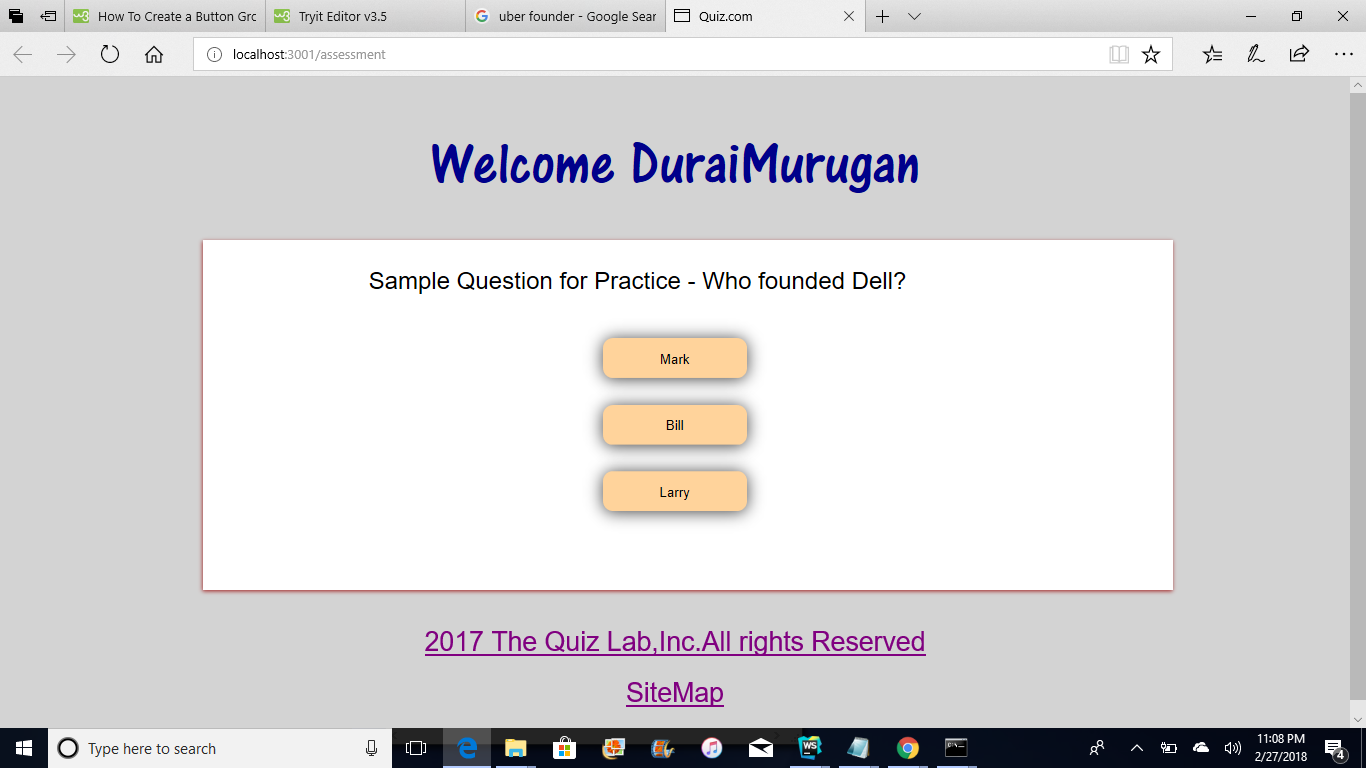 How To Create a Button Gro
Tryit Editor v3.5
uber founder - Google Sear
Quiz.com
localhost:3001/assessment
Welcome DuraiMurugan
Sample Question for Practice - Who founded Dell?
Mark
Bill
Larry
2017 The Quiz Lab,Inc.All rights Reserved
SiteMap
Type here to search
WS
11:08 PM
2/27/2018
4